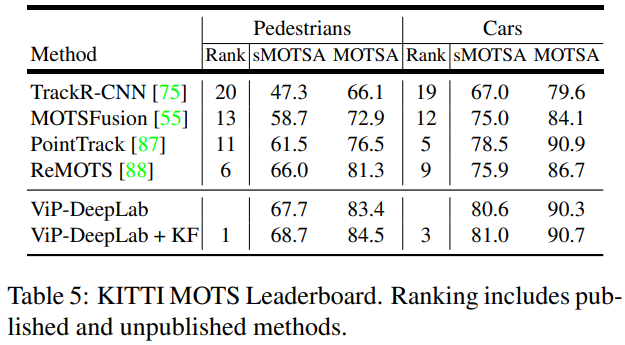 Pedestrians Cars
Method Rank sMOTSA MOTSA Rank sMOTSA MOTSA
TrackR-CNN [75] 20 47.3 66.1 19 67.0 79.6
MOTSFusion [55] 13 58.7 72.9 12 75.0 84.1
PointTrack [87] 11 61.5 76.5 5 78.5 90.9
ReMOTS [88] 6 66.0 81.3 9 75.9 86.7
ViP-DeepLab 67.7 83.4 80.6 90.3
ViP-DeepLab + KF 1 68.7 84.5 3 81.0 90.7
Table 5: KITTI MOTS Leaderboard. Ranking includes pub-
lished and unpublished methods.